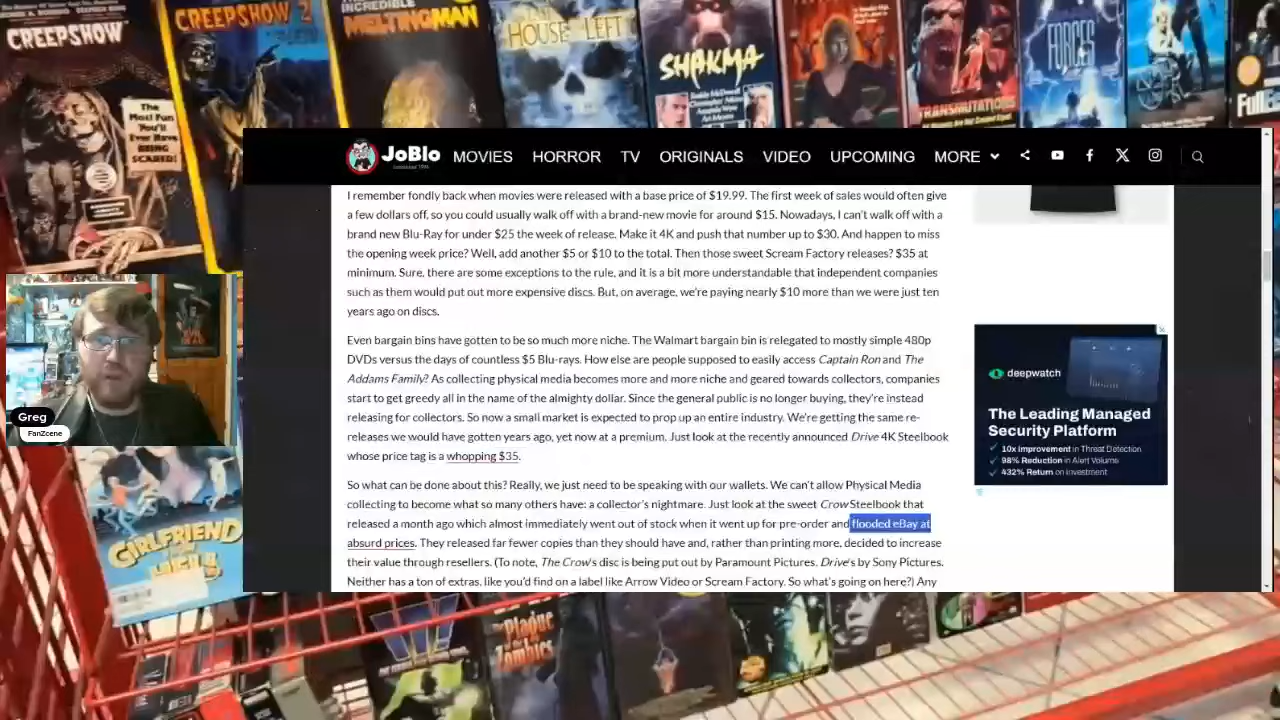 CREEPSHOW
The
Most Fun
You'll
Ever Have
BEING
SCARED!
CREEPSHOW 2
INCREDIBLE
MELTING MAN
HOUSE LEFT
SHAKMA
TRANSMUTATIONS
FORCES
Full
JoBlo
MOVIES
HORROR
TV
ORIGINALS
VIDEO
UPCOMING
MORE
I remember fondly back when movies were released with a base price of $19.99. The first week of sales would often give
a few dollars off, so you could usually walk off with a brand-new movie for around $15. Nowadays, I can't walk off with a
brand new Blu-Ray for under $25 the week of release. Make it 4K and push that number up to $30. And happen to miss
the opening week price? Well, add another $5 or $10 to the total. Then those sweet Scream Factory releases? $35 at
minimum. Sure, there are some exceptions to the rule, and it is a bit more understandable that independent companies
such as them would put out more expensive discs. But, on average, we're paying nearly $10 more than we were just ten
years ago on discs.
Even bargain bins have gotten to be so much more niche. The Walmart bargain bin is relegated to mostly simple 480p
DVDs versus the days of countless $5 Blu-rays. How else are people supposed to easily access Captain Ron and The
Addams Family? As collecting physical media becomes more and more niche and geared towards collectors, companies
start to get greedy all in the name of the almighty dollar. Since the general public is no longer buying, they're instead
releasing for collectors. So now a small market is expected to prop up an entire industry. We're getting the same re-
releases we would have gotten years ago, yet now at a premium. Just look at the recently announced Drive 4K Steelbook
whose price tag is a whopping $35.
So what can be done about this? Really, we just need to be speaking with our wallets. We can't allow Physical Media
collecting to become what so many others have: a collector's nightmare. Just look at the sweet Crow Steelbook that
released a month ago which almost immediately went out of stock when it went up for pre-order and flooded eBay at
absurd prices. They released far fewer copies than they should have and, rather than printing more, decided to increase
their value through resellers. (To note, The Crow's disc is being put out by Paramount Pictures. Drive's by Sony Pictures.
Neither has a ton of extras, like you'd find on a label like Arrow Video or Scream Factory. So what's going on here?) Any
deepwatch
The Leading Managed
Security Platform
10x Improvement in Threat Detection
98% Reduction in Alert Volume
432% Return on Investment
EVIL
DEAD
Greg
FanZcene
GIRLFRIEND
FROM
HELL
The
Plague
of the
Zombies